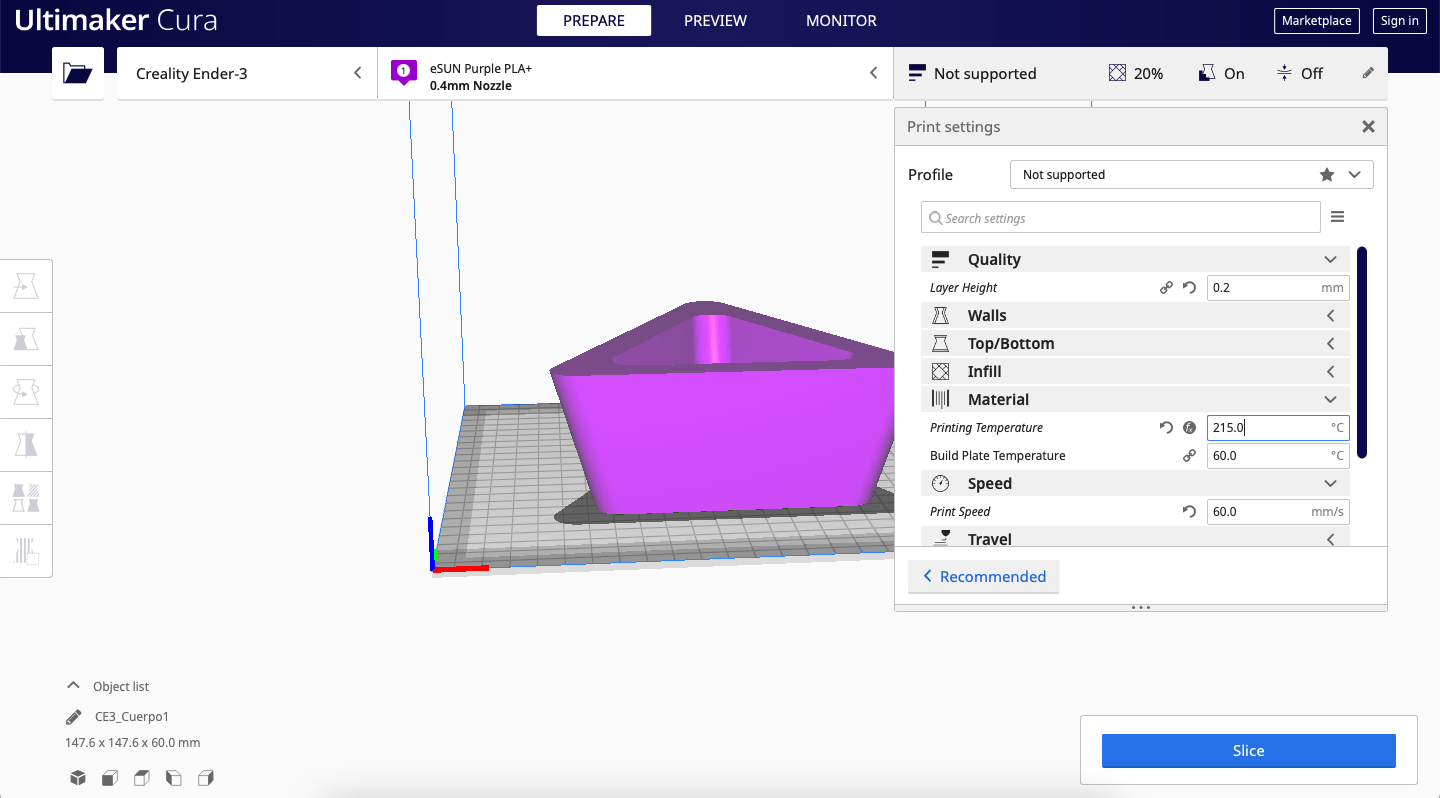 Ultimaker Cura
PREPARE PREVIEW MONITOR
Marketplace Sign in
Creality Ender-3
1
eSUN Purple PLA+
0.4mm Nozzle
Not supported 20% On Off
Print settings
Profile Not supported
Search settings
Quality
Layer Height 0.2 mm
Walls
Top/Bottom
Infill
Material
Printing Temperature 215.0 °C
Build Plate Temperature 60.0 °C
Speed
Print Speed 60.0 mm/s
Travel
Recommended
Object list
CE3_Cuerpo1
147.6 x 147.6 x 60.0 mm
Slice